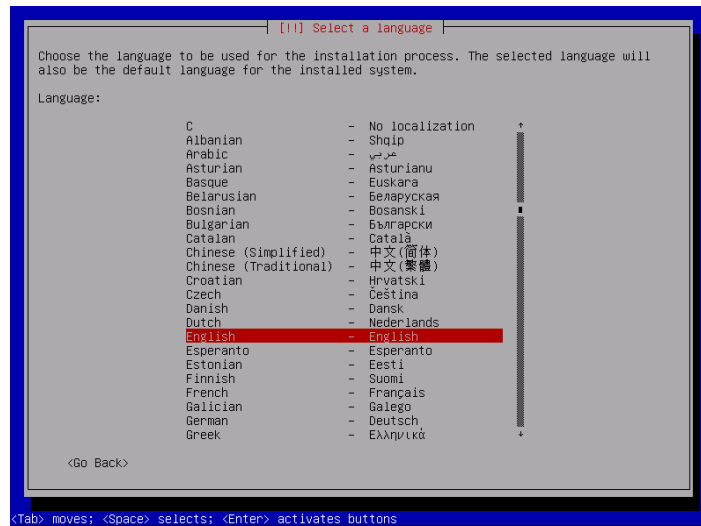 [!!] Select a language
Choose the language to be used for the installation process. The selected language will
also be the default language for the installed system.
Language:
C - No localization
Albanian - Shqip
Arabic - عربي
Asturian - Asturianu
Basque - Euskara
Belarusian - Беларуская
Bosnian - Bosanski
Bulgarian - Български
Catalan - Català
Chinese (Simplified) - 中文(简体)
Chinese (Traditional) - 中文(繁體)
Croatian - Hrvatski
Czech - Čeština
Danish - Dansk
Dutch - Nederlands
English - English
Esperanto - Esperanto
Estonian - Eesti
Finnish - Suomi
French - Français
Galician - Galego
German - Deutsch
Greek - Ελληνικά
<Go Back>
<Tab> moves; <Space> selects; <Enter> activates buttons